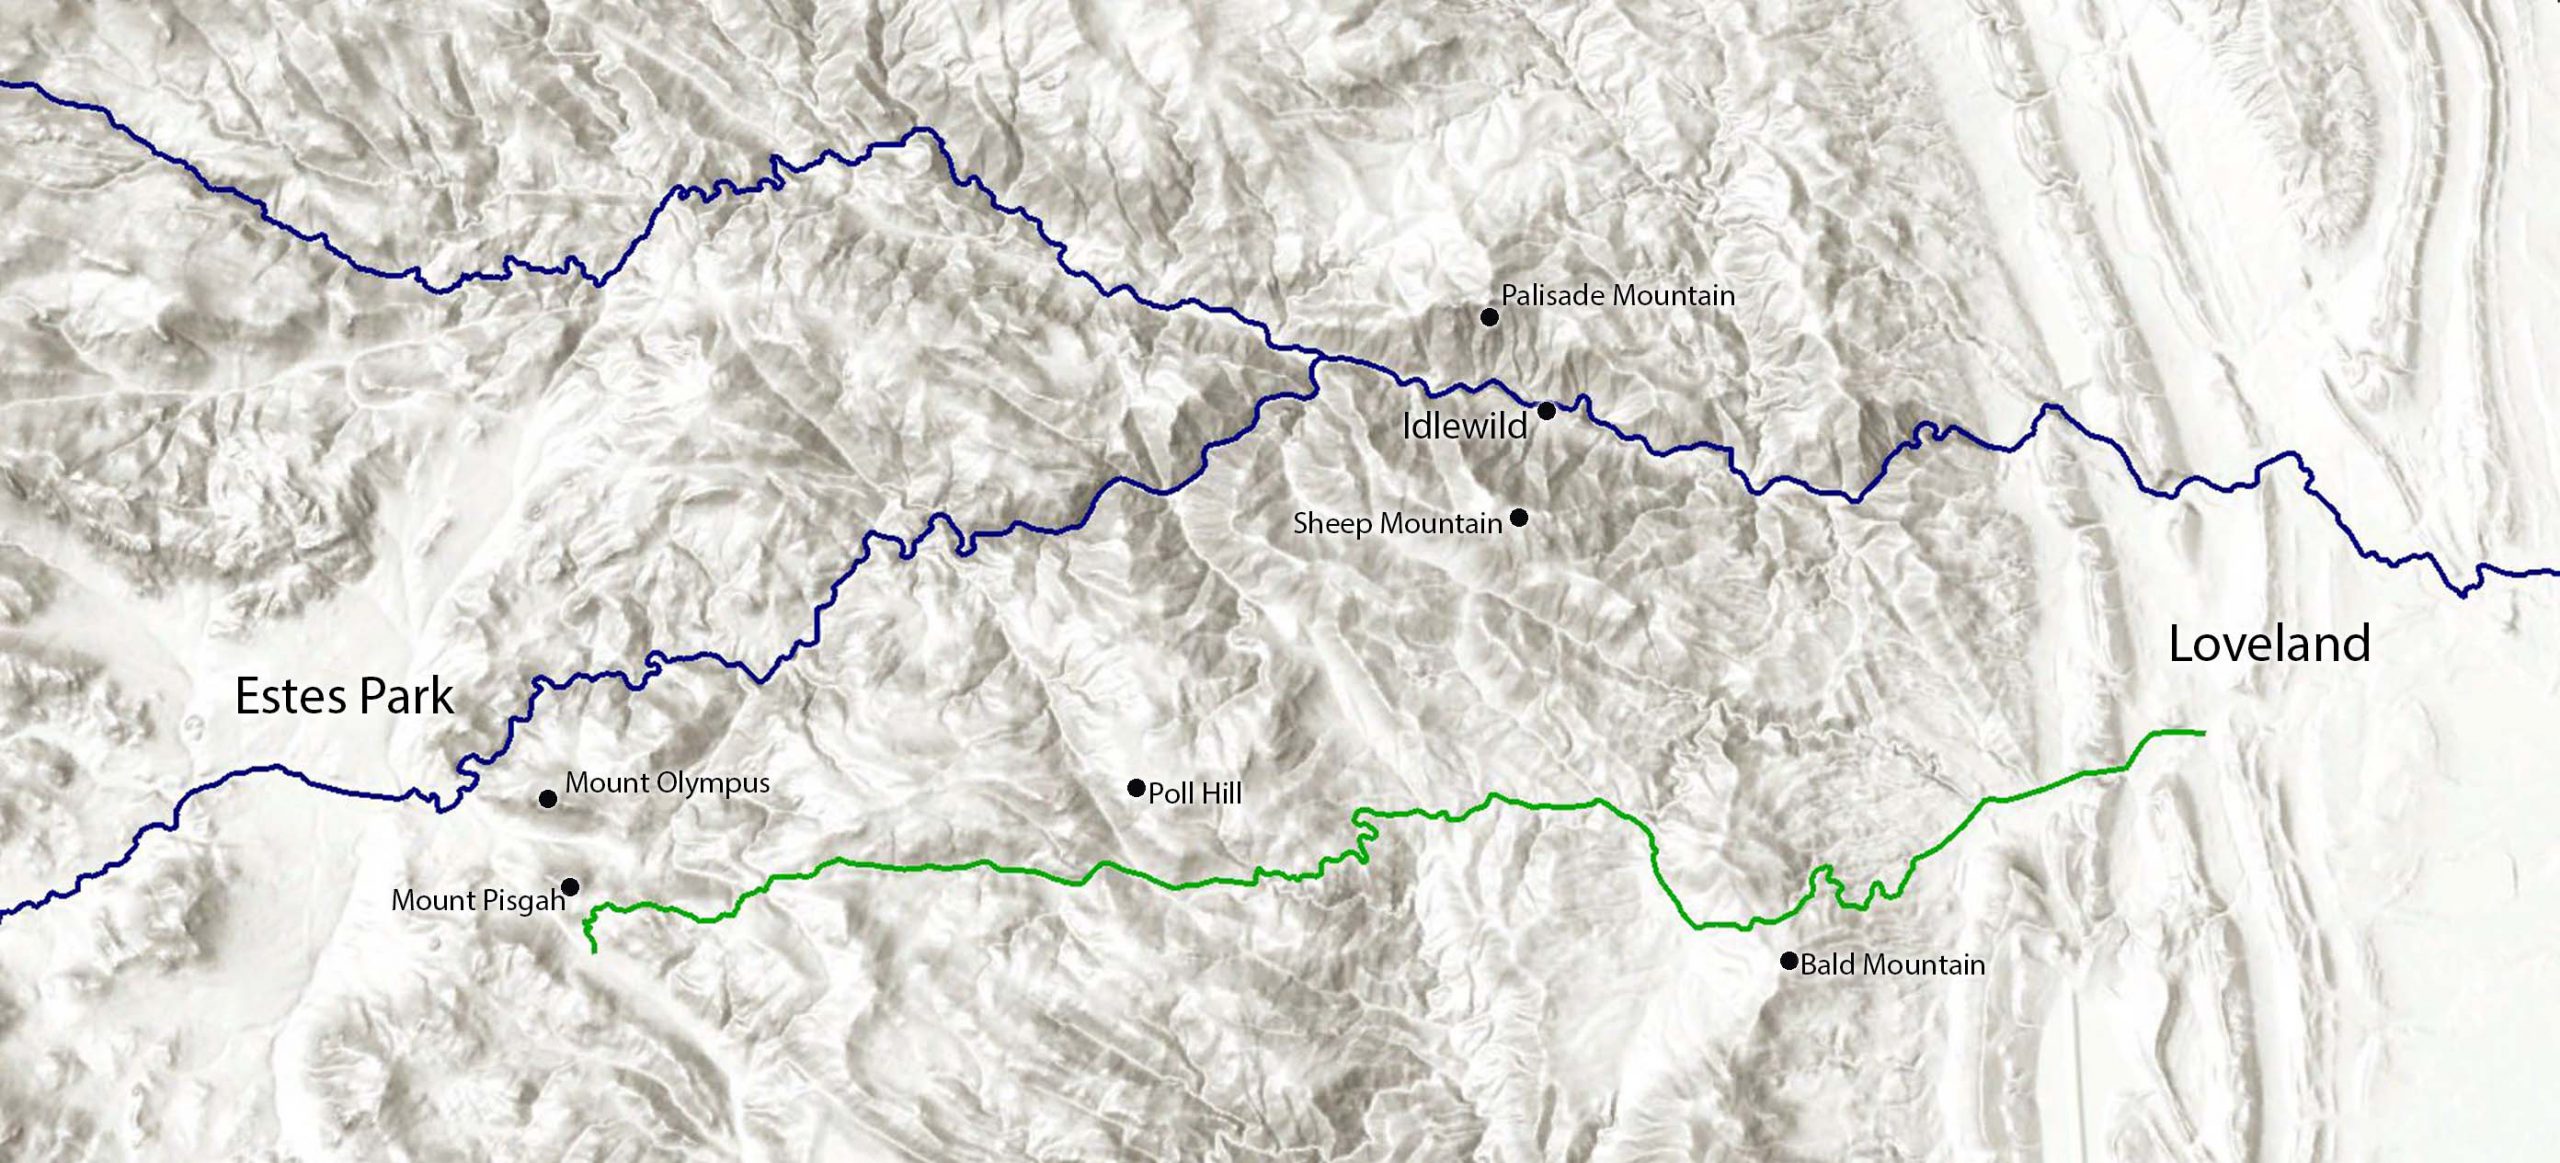 Palisade Mountain
Idlewild
Sheep Mountain
Loveland
Estes Park
Mount Olympus
Poll Hill
Mount Pisgah
Bald Mountain